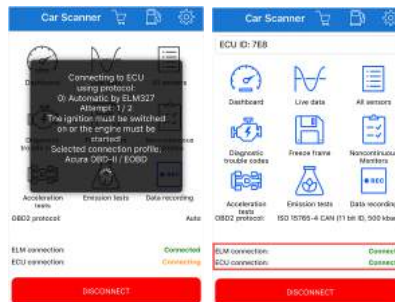 Car Scanner
Connecting to ECU
using protocol:
0) Automatic by ELM327
Attempt: 1 / 2
The ignition must be switched
on or the engine must be
started!
Selected connection profile:
Acura OBD-II / EOBD
Acceleration
tests
Emission tests
Data recording
OBD2 protocol:
Auto
ELM connection:
Connected
ECU connection:
Connecting
DISCONNECT
Car Scanner
ECU ID: 7E8
Dashboard
Live data
All sensors
Diagnostic
trouble codes
Freeze frame
Noncontinuous
Monitors
REC
Acceleration
tests
Emission tests
Data recording
OBD2 protocol:
ISO 15765-4 CAN (11 bit ID, 500 kbau
ELM connection:
Connect
ECU connection:
Connect
DISCONNECT